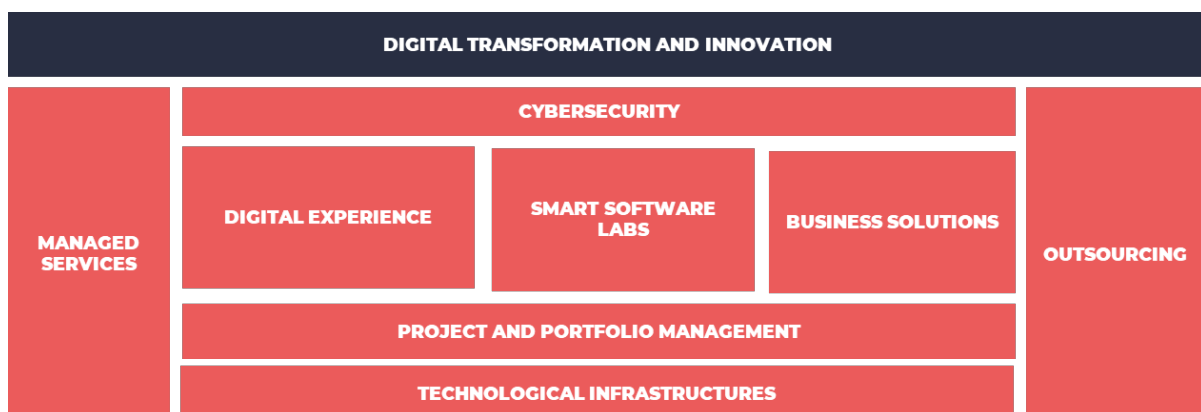 DIGITAL TRANSFORMATION AND INNOVATION
CYBERSECURITY
MANAGED
SERVICES
DIGITAL EXPERIENCE
SMART SOFTWARE
LABS
BUSINESS SOLUTIONS
OUTSOURCING
PROJECT AND PORTFOLIO MANAGEMENT
TECHNOLOGICAL INFRASTRUCTURES